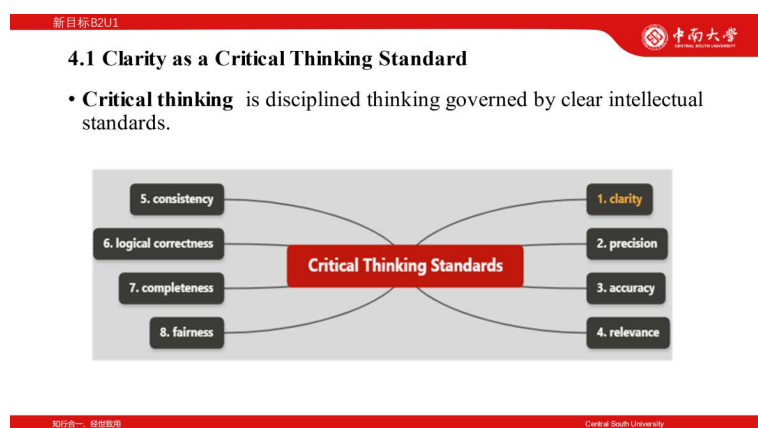 新目标B2U1
中南大学
CENTRAL SOUTH UNIVERSITY
4.1 Clarity as a Critical Thinking Standard
• Critical thinking is disciplined thinking governed by clear intellectual
standards.
5. consistency
6. logical correctness
7. completeness
8. fairness
Critical Thinking Standards
1. clarity
2. precision
3. accuracy
4. relevance
知行合一、经世致用
Central South University